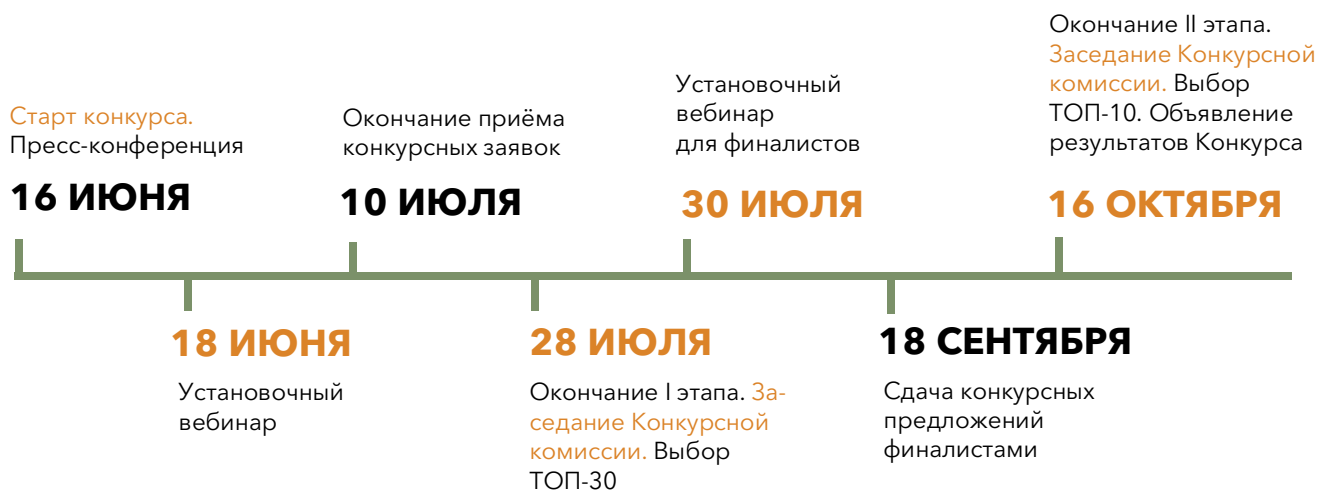 Старт конкурса.
Пресс-конференция
16 ИЮНЯ
18 ИЮНЯ
Установочный
вебинар
Окончание приёма
конкурсных заявок
10 ИЮЛЯ
28 ИЮЛЯ
Окончание I этапа. За-
седание Конкурсной
комиссии. Выбор
ТОП-30
Установочный
вебинар
для финалистов
30 ИЮЛЯ
18 СЕНТЯБРЯ
Сдача конкурсных
предложений
финалистами
Окончание II этапа.
Заседание Конкурсной
комиссии. Выбор
ТОП-10. Объявление
результатов Конкурса
16 ОКТЯБРЯ